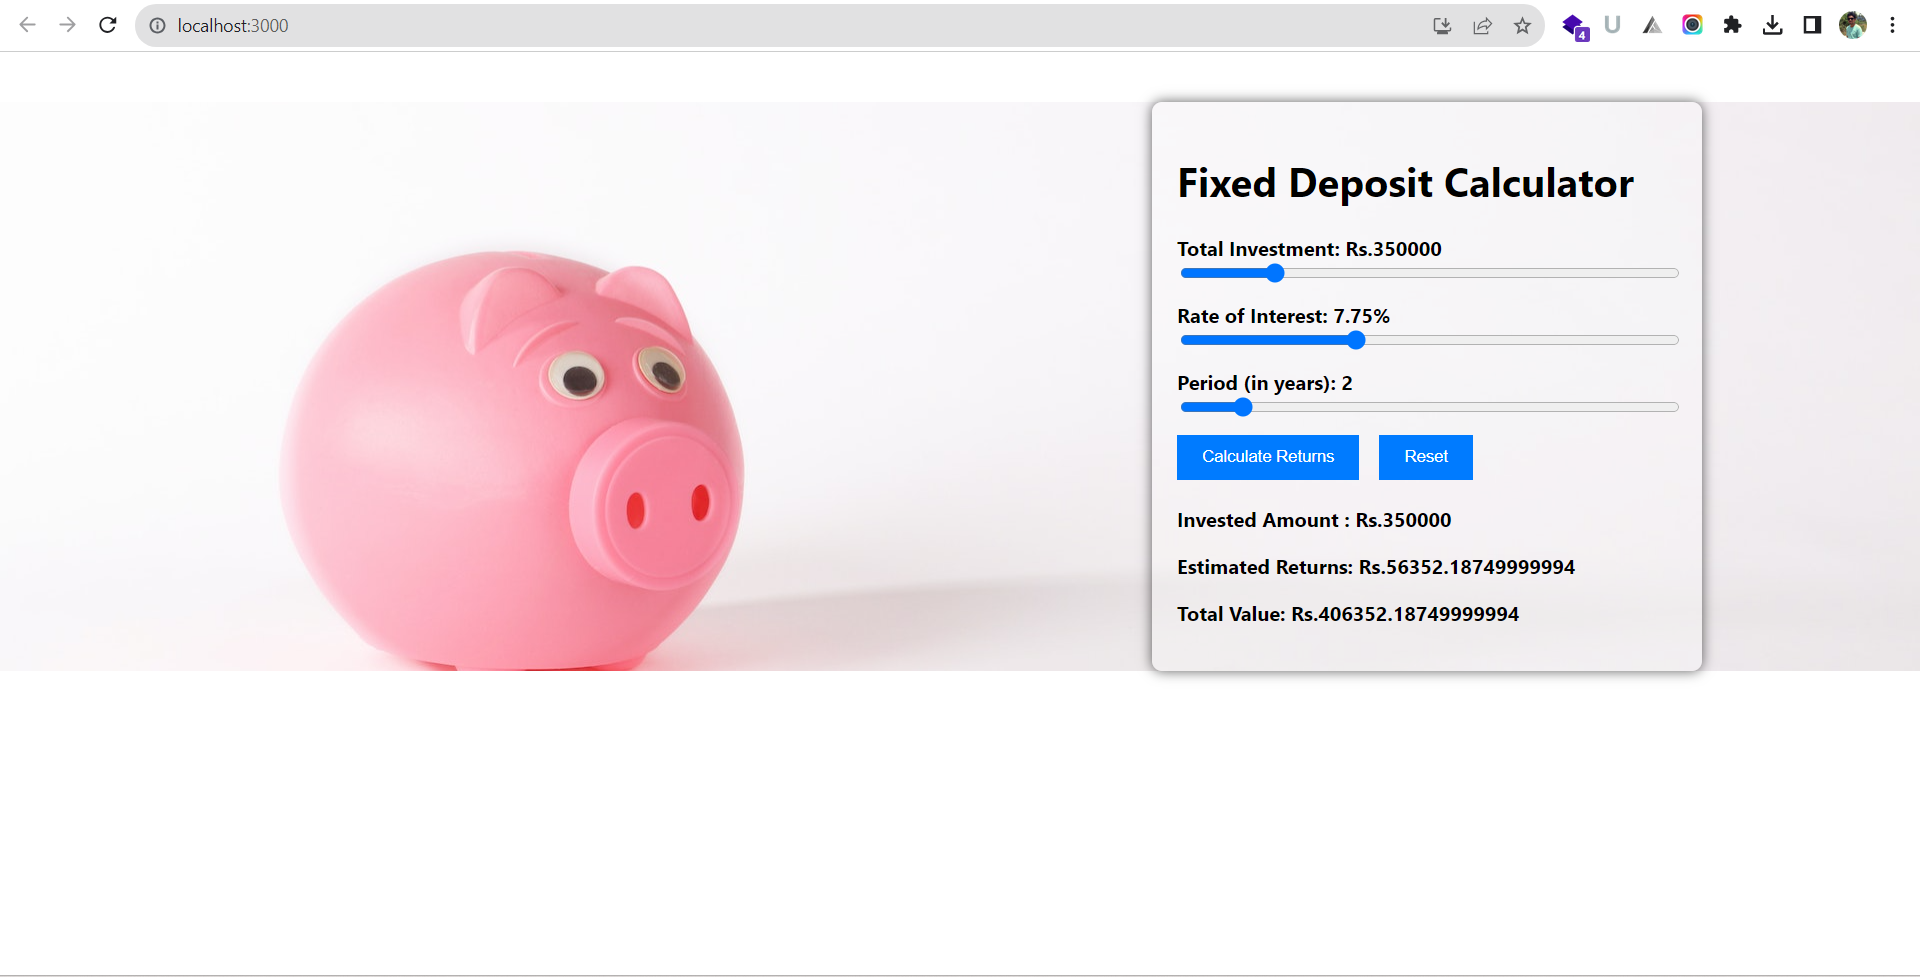 localhost:3000
4
U
Fixed Deposit Calculator
Total Investment: Rs.350000
Rate of Interest: 7.75%
Period (in years): 2
Calculate Returns Reset
Invested Amount : Rs.350000
Estimated Returns: Rs.56352.18749999994
Total Value: Rs.406352.18749999994